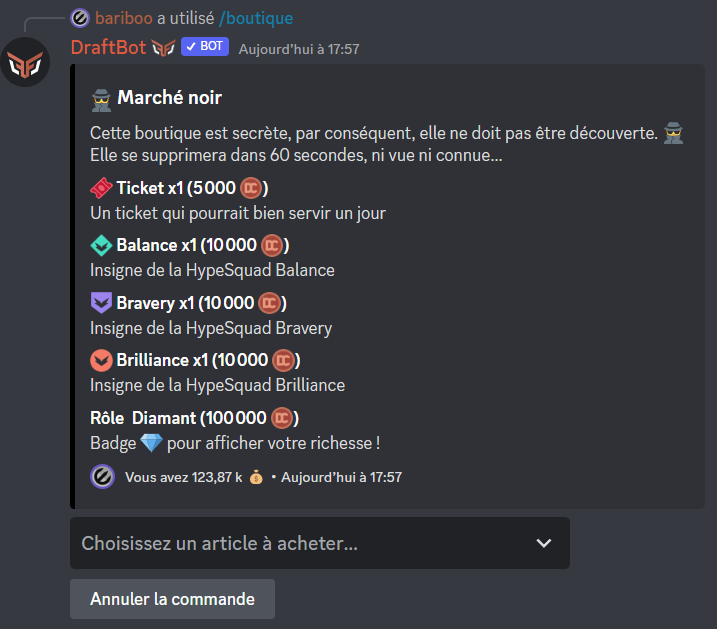 bariboo a utilisé /boutique
DraftBot ✓ BOT Aujourd'hui à 17:57
Marché noir
Cette boutique est secrète, par conséquent, elle ne doit pas être découverte.
Elle se supprimera dans 60 secondes, ni vue ni connue...
Ticket x1 (5 000 DC)
Un ticket qui pourrait bien servir un jour
Balance x1 (10 000 DC)
Insigne de la HypeSquad Balance
Bravery x1 (10 000 DC)
Insigne de la HypeSquad Bravery
Brilliance x1 (10 000 DC)
Insigne de la HypeSquad Brilliance
Rôle Diamant (100 000 DC)
Badge 💎 pour afficher votre richesse !
Vous avez 123,87 k 💰 • Aujourd'hui à 17:57
Choisissez un article à acheter...
Annuler la commande